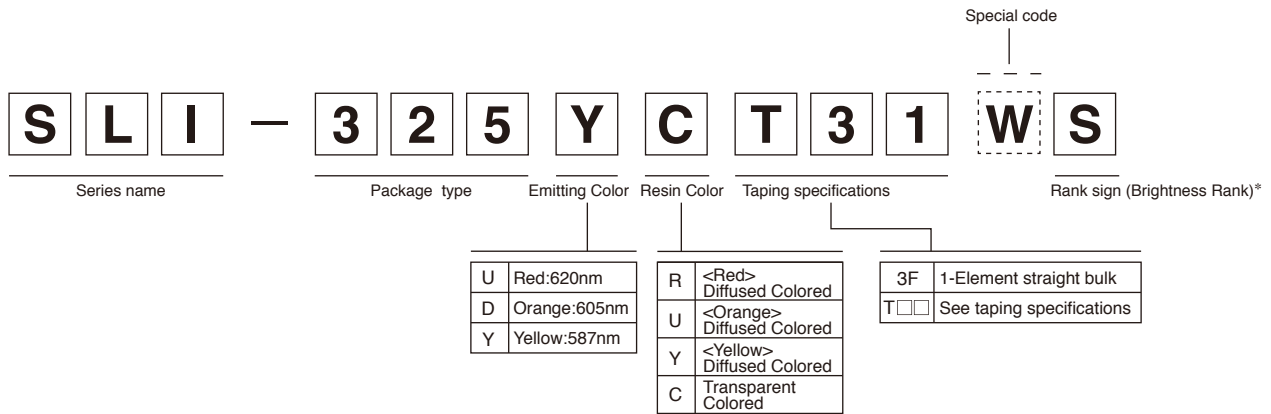 Special code
S L I — 3 2 5 Y C T 3 1 W S
Series name Package type Emitting Color Resin Color Taping specifications Rank sign (Brightness Rank)*
U Red:620nm
D Orange:605nm
Y Yellow:587nm
R <Red>
Diffused Colored
U <Orange>
Diffused Colored
Y <Yellow>
Diffused Colored
C Transparent
Colored
3F 1-Element straight bulk
T□□ See taping specifications